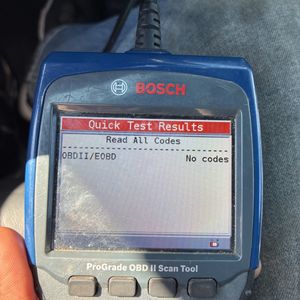 BOSCH
Quick Test Results
Read All Codes
OBDII/EOBD No codes
ProGrade OBD II Scan Tool